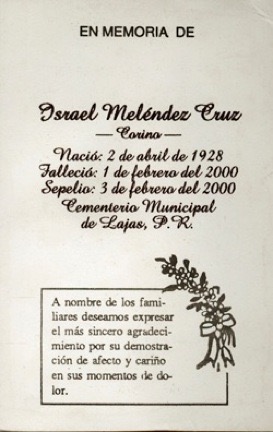 EN MEMORIA DE
Israel Meléndez Cruz
— Corino —
Nació: 2 de abril de 1928
Falleció: 1 de febrero del 2000
Sepelio: 3 de febrero del 2000
Cementerio Municipal
de Lajas, P. R.
A nombre de los fami-
liares deseamos expresar
el más sincero agradeci-
miento por su demostra-
ción de afecto y cariño
en sus momentos de do-
lor.